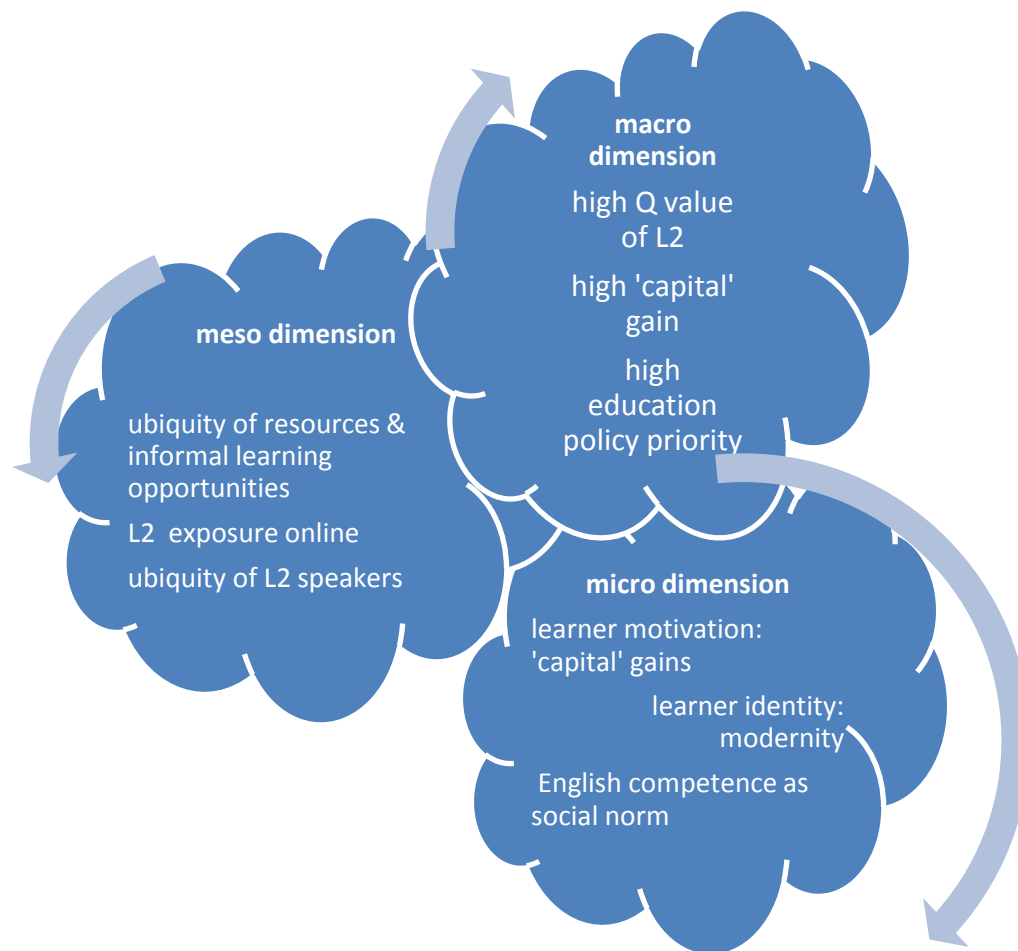 macro
dimension
high Q value
of L2
high 'capital'
gain
high
education
policy priority
meso dimension
ubiquity of resources &
informal learning
opportunities
L2 exposure online
ubiquity of L2 speakers
micro dimension
learner motivation:
'capital' gains
learner identity:
modernity
English competence as
social norm